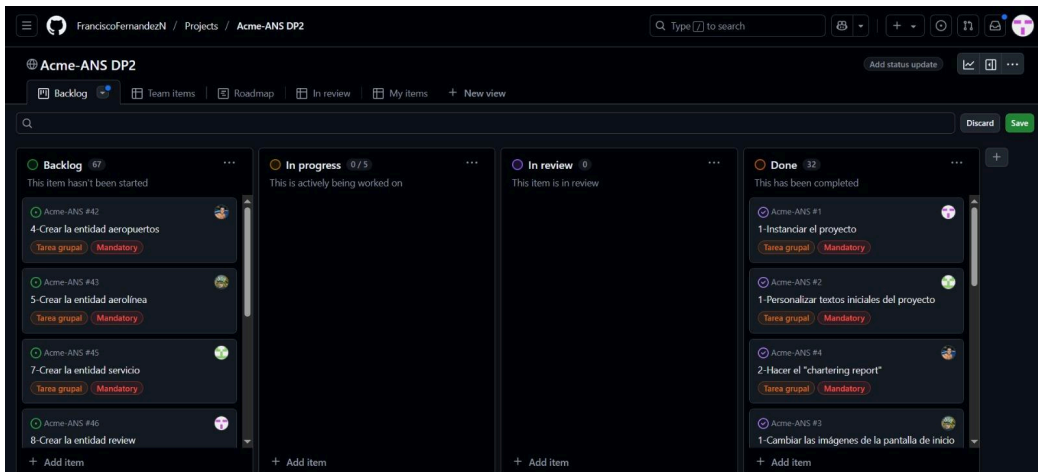 FranciscoFernandezN / Projects / Acme-ANS DP2
Type / to search
Acme-ANS DP2
Add status update
Backlog
Team items
Roadmap
In review
My items
+ New view
Discard
Save
Backlog 67
This item hasn't been started
Acme-ANS #42
4-Crear la entidad aeropuertos
Tarea grupal Mandatory
Acme-ANS #43
5-Crear la entidad aerolínea
Tarea grupal Mandatory
Acme-ANS #45
7-Crear la entidad servicio
Tarea grupal Mandatory
Acme-ANS #46
8-Crear la entidad review
+ Add item
In progress 0 / 5
This is actively being worked on
+ Add item
In review 0
This item is in review
+ Add item
Done 32
This has been completed
Acme-ANS #1
1-Instanciar el proyecto
Tarea grupal Mandatory
Acme-ANS #2
1-Personalizar textos iniciales del proyecto
Tarea grupal Mandatory
Acme-ANS #4
2-Hacer el "chartering report"
Tarea grupal Mandatory
Acme-ANS #3
1-Cambiar las imágenes de la pantalla de inicio
+ Add item